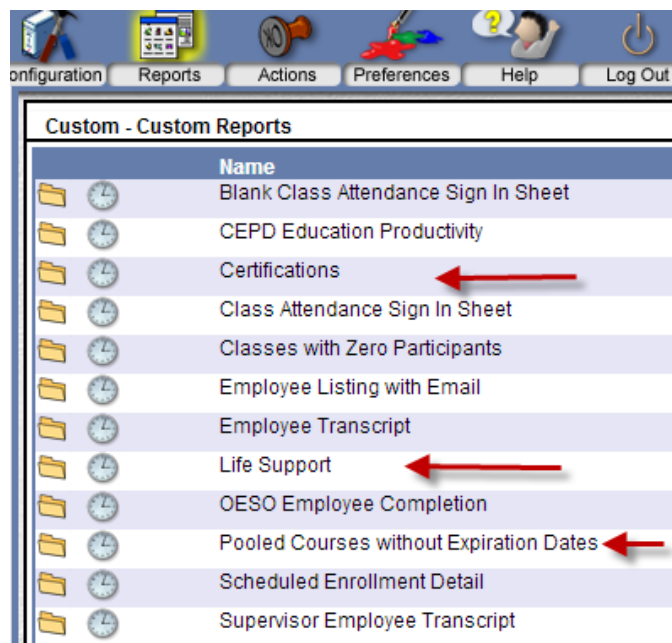 onfiguration Reports Actions Preferences Help Log Out
Custom - Custom Reports
Name
Blank Class Attendance Sign In Sheet
CEPD Education Productivity
Certifications
Class Attendance Sign In Sheet
Classes with Zero Participants
Employee Listing with Email
Employee Transcript
Life Support
OESO Employee Completion
Pooled Courses without Expiration Dates
Scheduled Enrollment Detail
Supervisor Employee Transcript